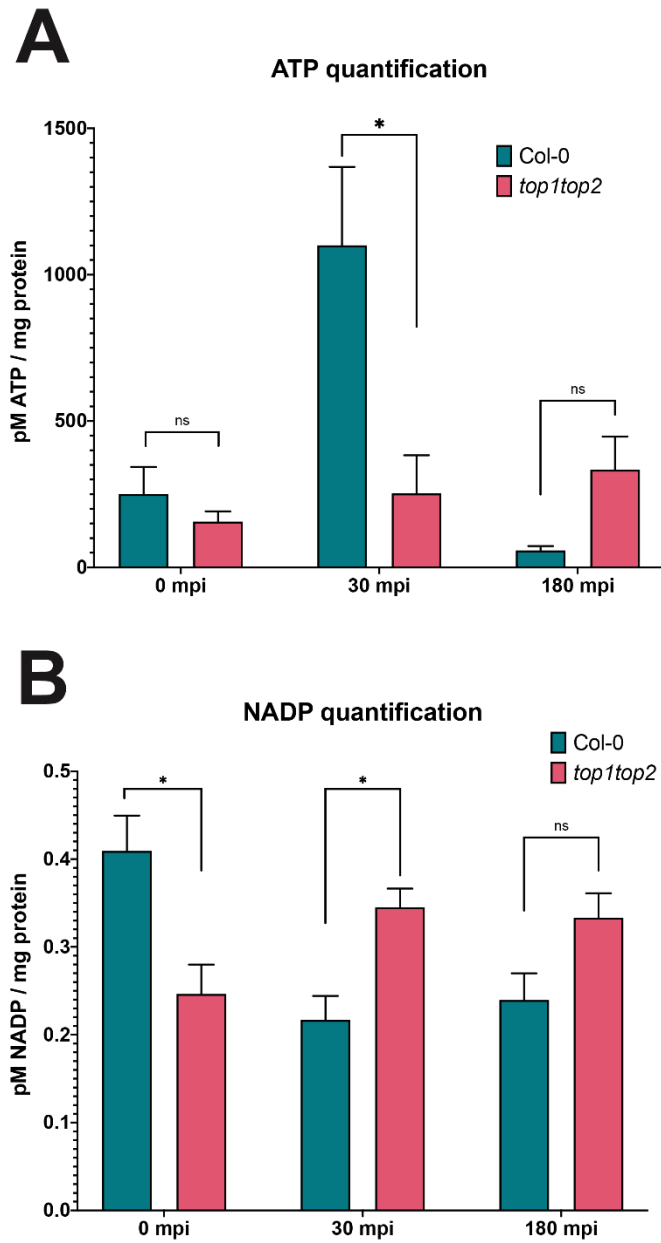 A
ATP quantification
pM ATP / mg protein
1500
1000
500
0
*
ns
ns
Col-0
top1top2
0 mpi
30 mpi
180 mpi
B
NADP quantification
pM NADP / mg protein
0.5
0.4
0.3
0.2
0.1
0.0
*
*
ns
Col-0
top1top2
0 mpi
30 mpi
180 mpi